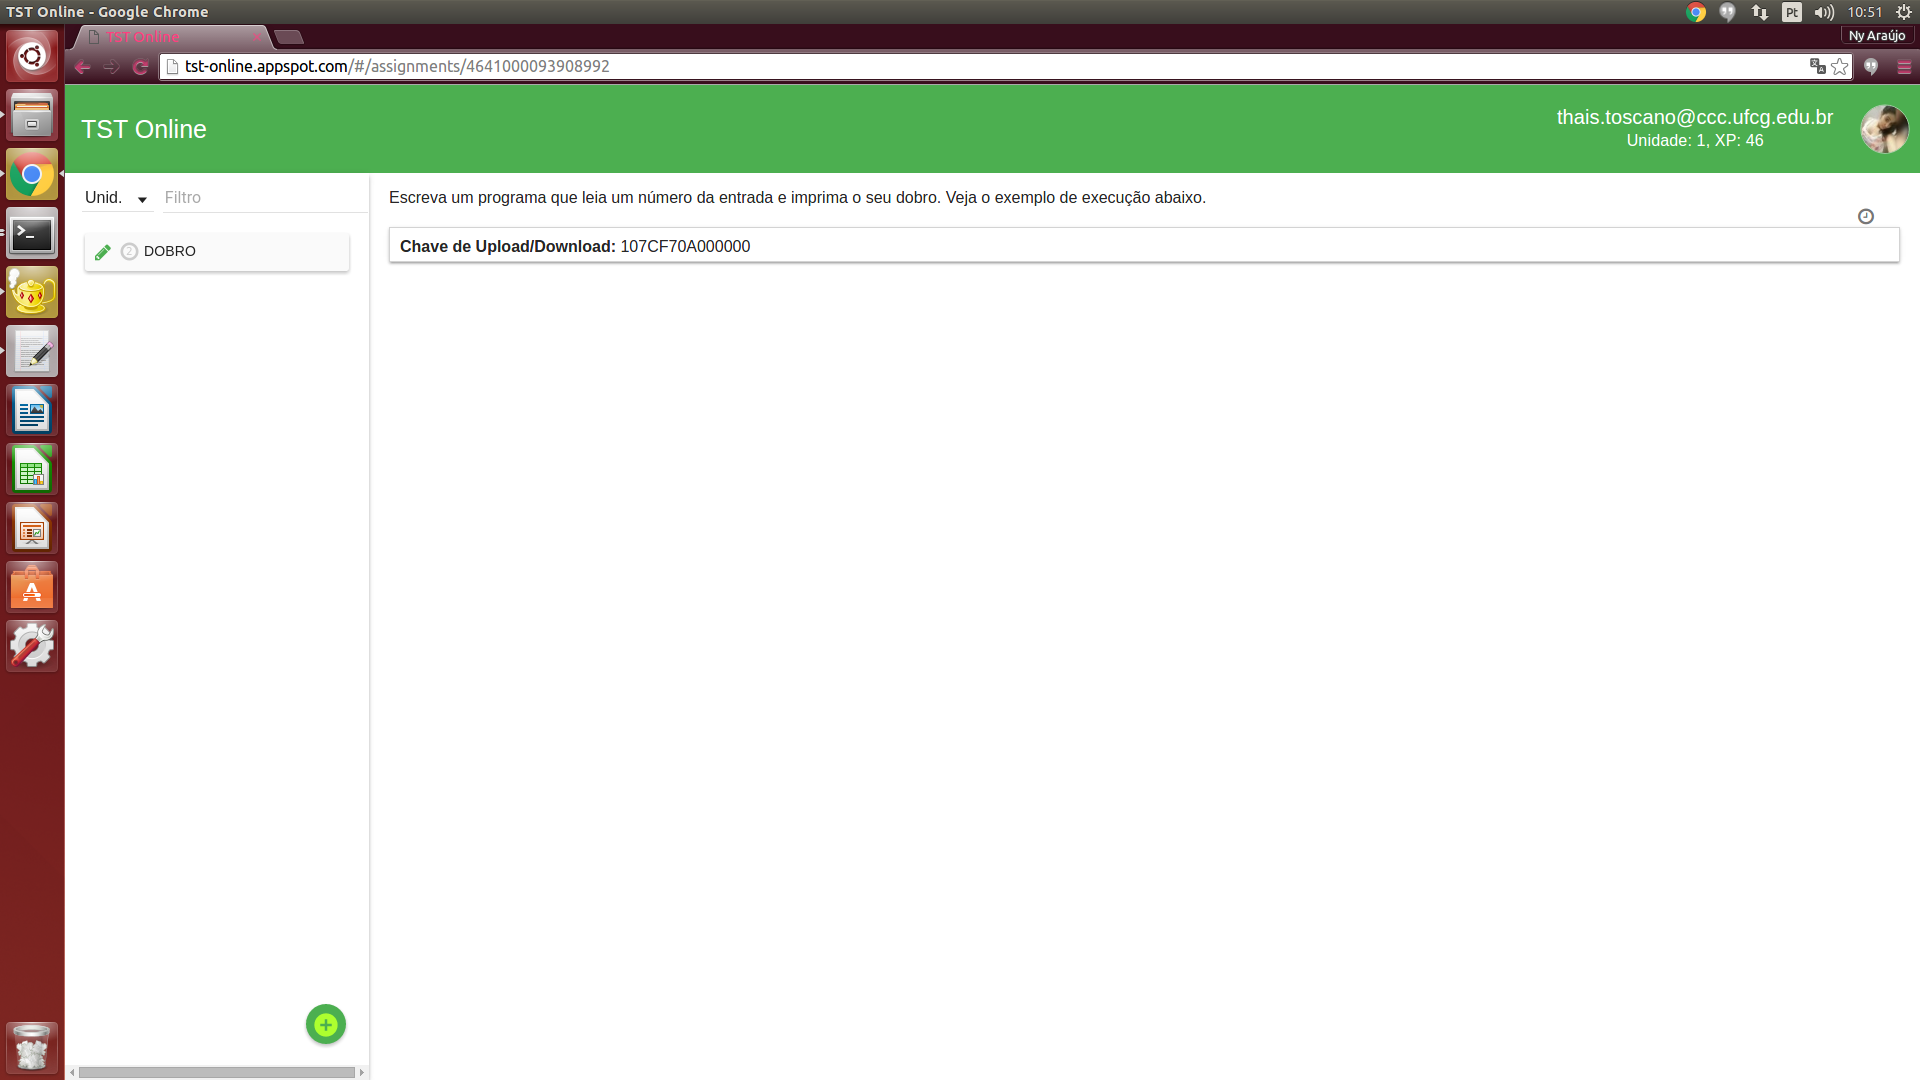 TST Online - Google Chrome
Pt
10:51
TST Online
Ny Araújo
tst-online.appspot.com/#/assignments/4641000093908992
TST Online
thais.toscano@ccc.ufcg.edu.br
Unidade: 1, XP: 46
Unid.
Filtro
Escreva um programa que leia um número da entrada e imprima o seu dobro. Veja o exemplo de execução abaixo.
2 DOBRO
Chave de Upload/Download: 107CF70A000000